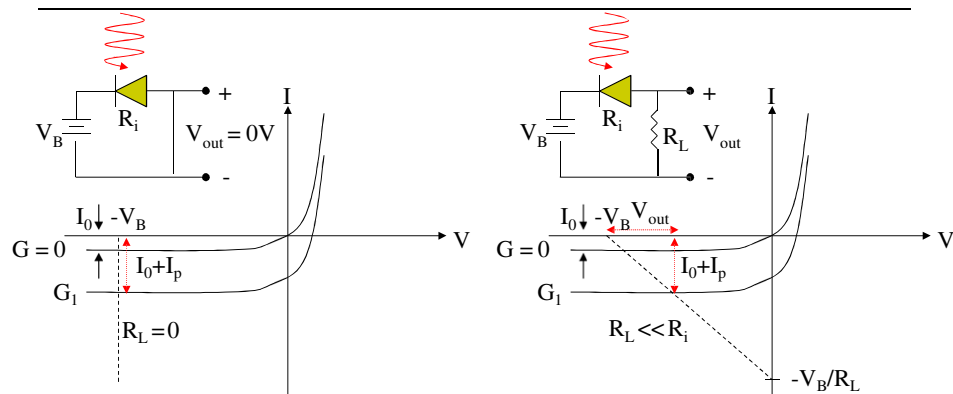 I
+
V_B
R_i
V_out = 0V
-
I_0 -V_B
V
G = 0
I_0+I_p
G_1
R_L = 0
I
+
V_B
R_i
R_L
V_out
-
I_0 -V_B V_out
V
G = 0
I_0+I_p
G_1
R_L << R_i
-V_B/R_L